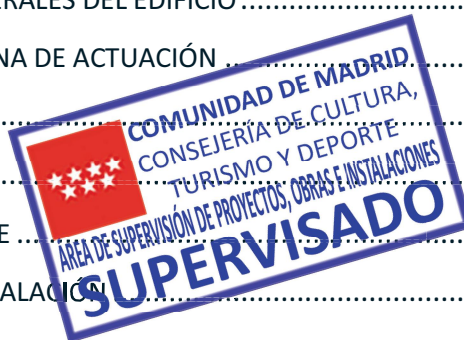 ERALES DEL EDIFICIO
NA DE ACTUACIÓN
COMUNIDAD DE MADRID
CONSEJERÍA DE CULTURA,
TURISMO Y DEPORTE
ÁREA DE SUPERVISIÓN DE PROYECTOS, OBRAS E INSTALACIONES
SUPERVISADO
E
ALACIÓN